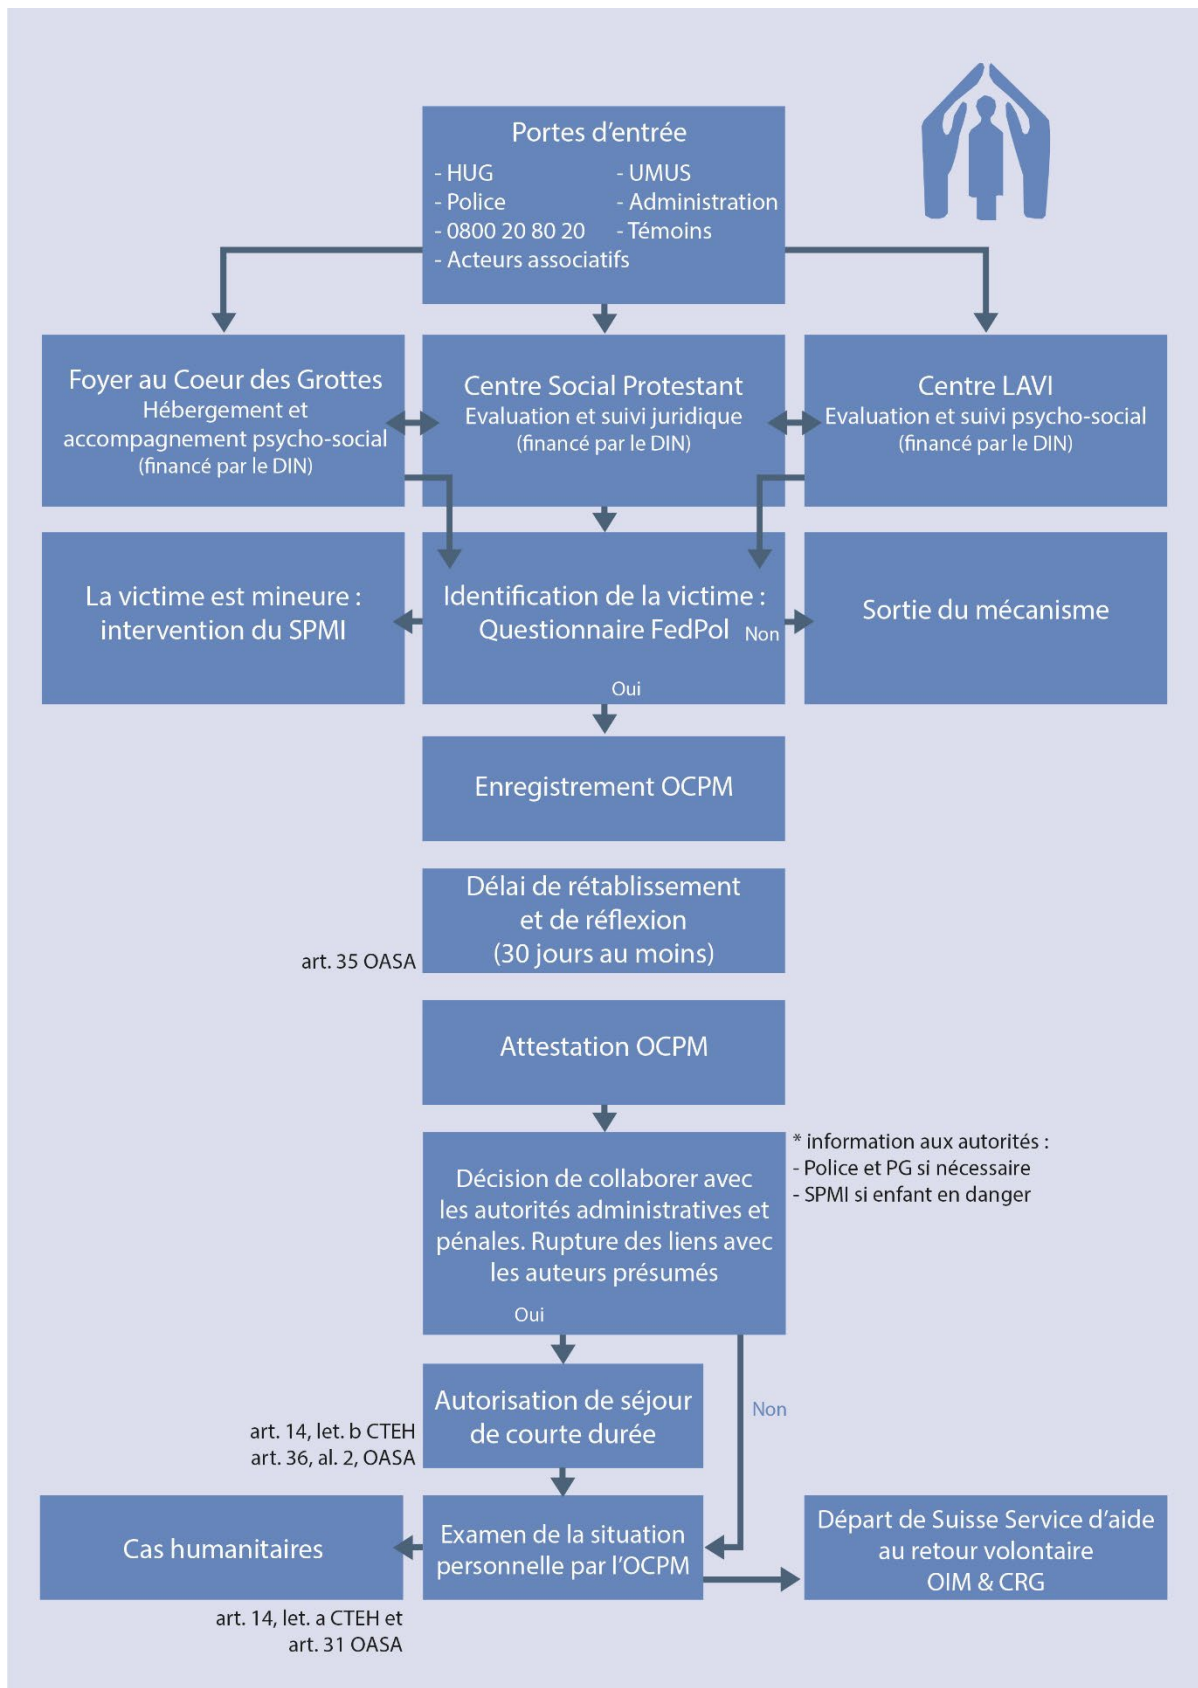 Portes d'entrée
- HUG
- Police
- 0800 20 80 20
- Acteurs associatifs
- UMUS
- Administration
- Témoins
Foyer au Coeur des Grottes
Hébergement et
accompagnement psycho-social
(financé par le DIN)
Centre Social Protestant
Evaluation et suivi juridique
(financé par le DIN)
Centre LAVI
Evaluation et suivi psycho-social
(financé par le DIN)
La victime est mineure :
intervention du SPMI
Identification de la victime :
Questionnaire FedPol
Non
Oui
Sortie du mécanisme
Enregistrement OCPM
Délai de rétablissement
et de réflexion
(30 jours au moins)
art. 35 OASA
Attestation OCPM
* information aux autorités :
- Police et PG si nécessaire
- SPMI si enfant en danger
Décision de collaborer avec
les autorités administratives et
pénales. Rupture des liens avec
les auteurs présumés
Oui
Non
Autorisation de séjour
de courte durée
art. 14, let. b CTEH
art. 36, al. 2, OASA
Cas humanitaires
Examen de la situation
personnelle par l'OCPM
Départ de Suisse Service d'aide
au retour volontaire
OIM & CRG
art. 14, let. a CTEH et
art. 31 OASA